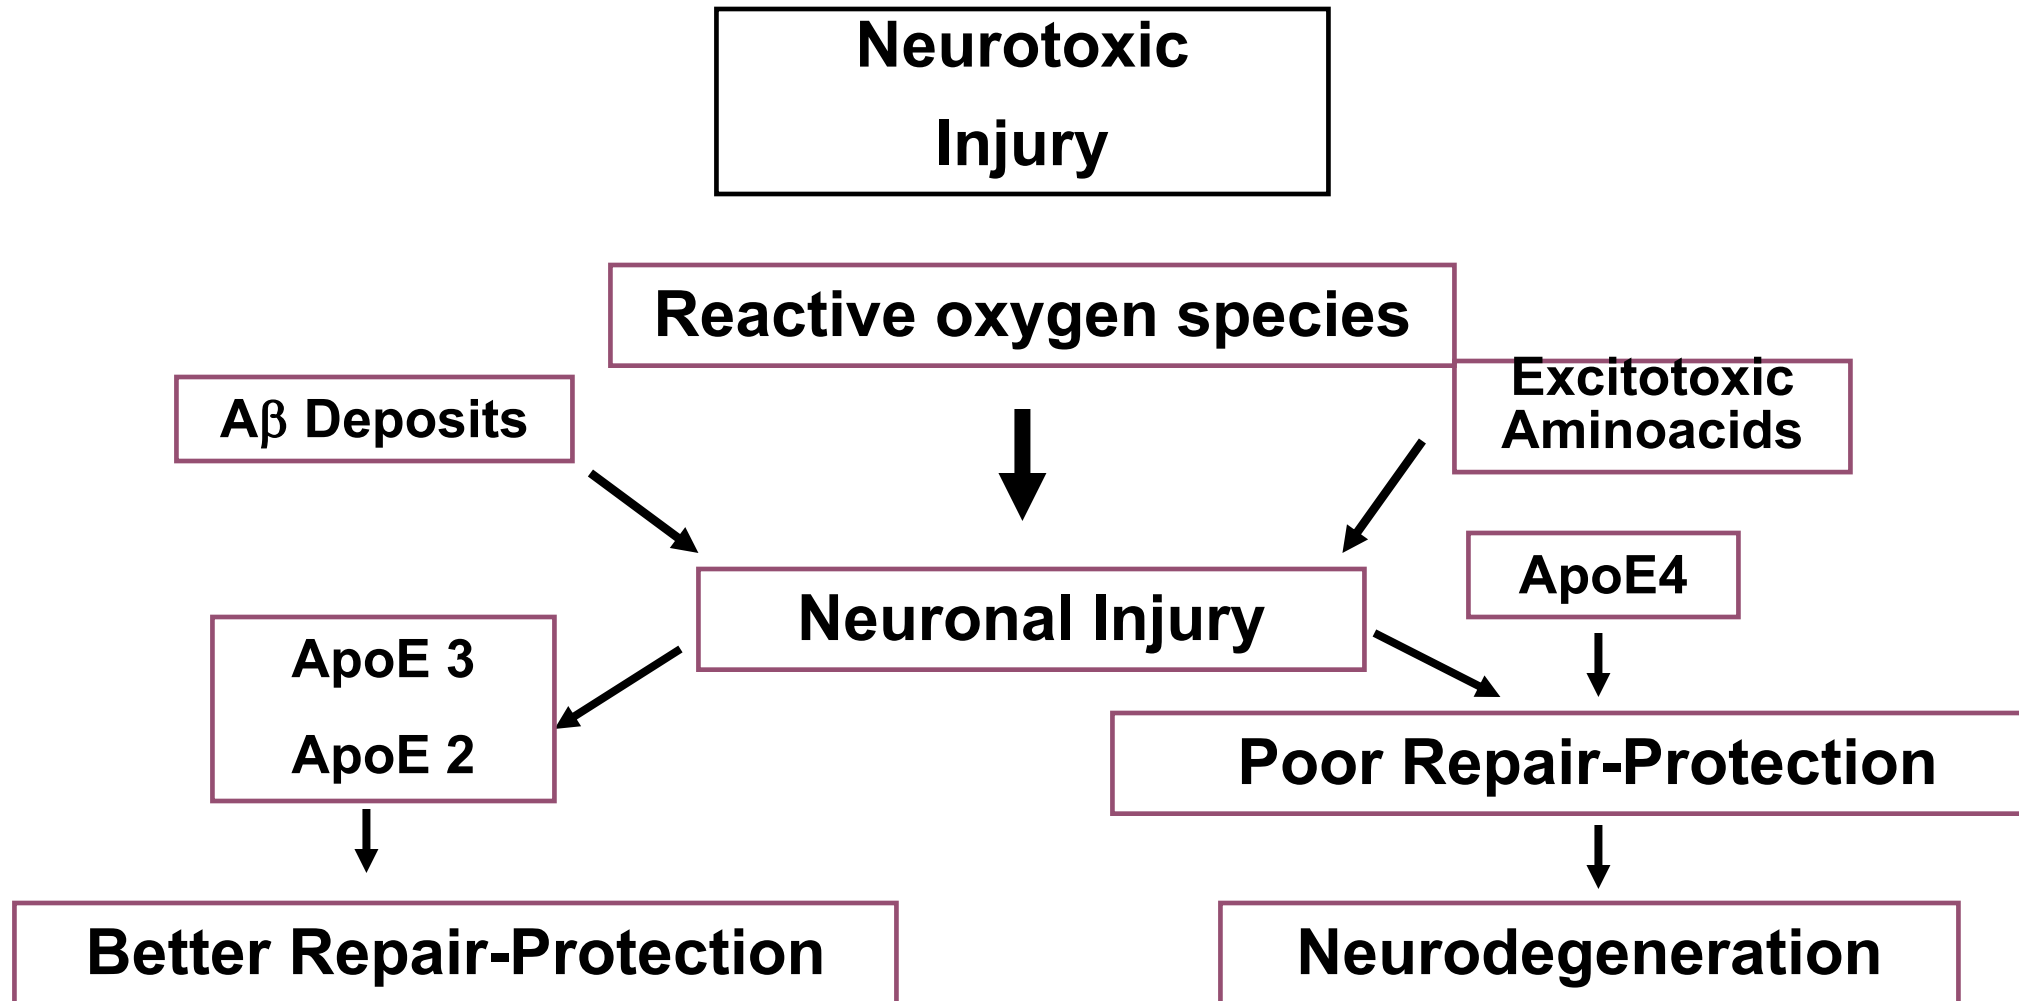 Neurotoxic
Injury
Reactive oxygen species
Aβ Deposits
Excitotoxic
Aminoacids
Neuronal Injury
ApoE4
ApoE 3
ApoE 2
Poor Repair-Protection
Better Repair-Protection
Neurodegeneration